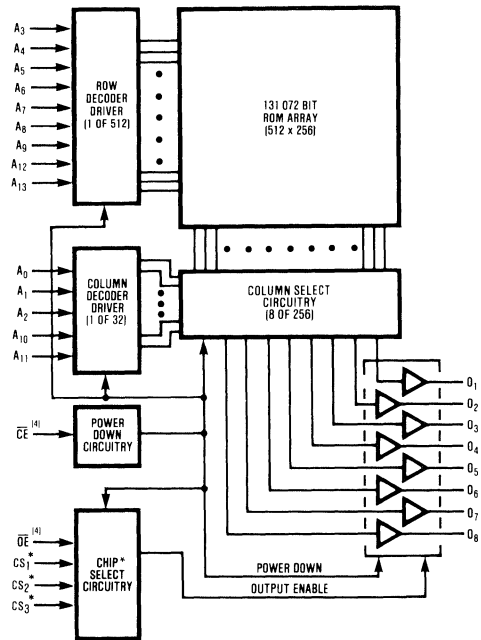 A3
A4
A5
A6
A7
A8
A9
A12
A13
ROW
DECODER
DRIVER
(1 OF 512)
131 072 BIT
ROM ARRAY
(512 x 256)
A0
A1
A2
A10
A11
COLUMN
DECODER
DRIVER
(1 OF 32)
COLUMN SELECT
CIRCUITRY
(8 OF 256)
CE [4]
POWER
DOWN
CIRCUITRY
OE [4]
CS1*
CS2*
CS3*
CHIP*
SELECT
CIRCUITRY
O1
O2
O3
O4
O5
O6
O7
O8
POWER DOWN
OUTPUT ENABLE